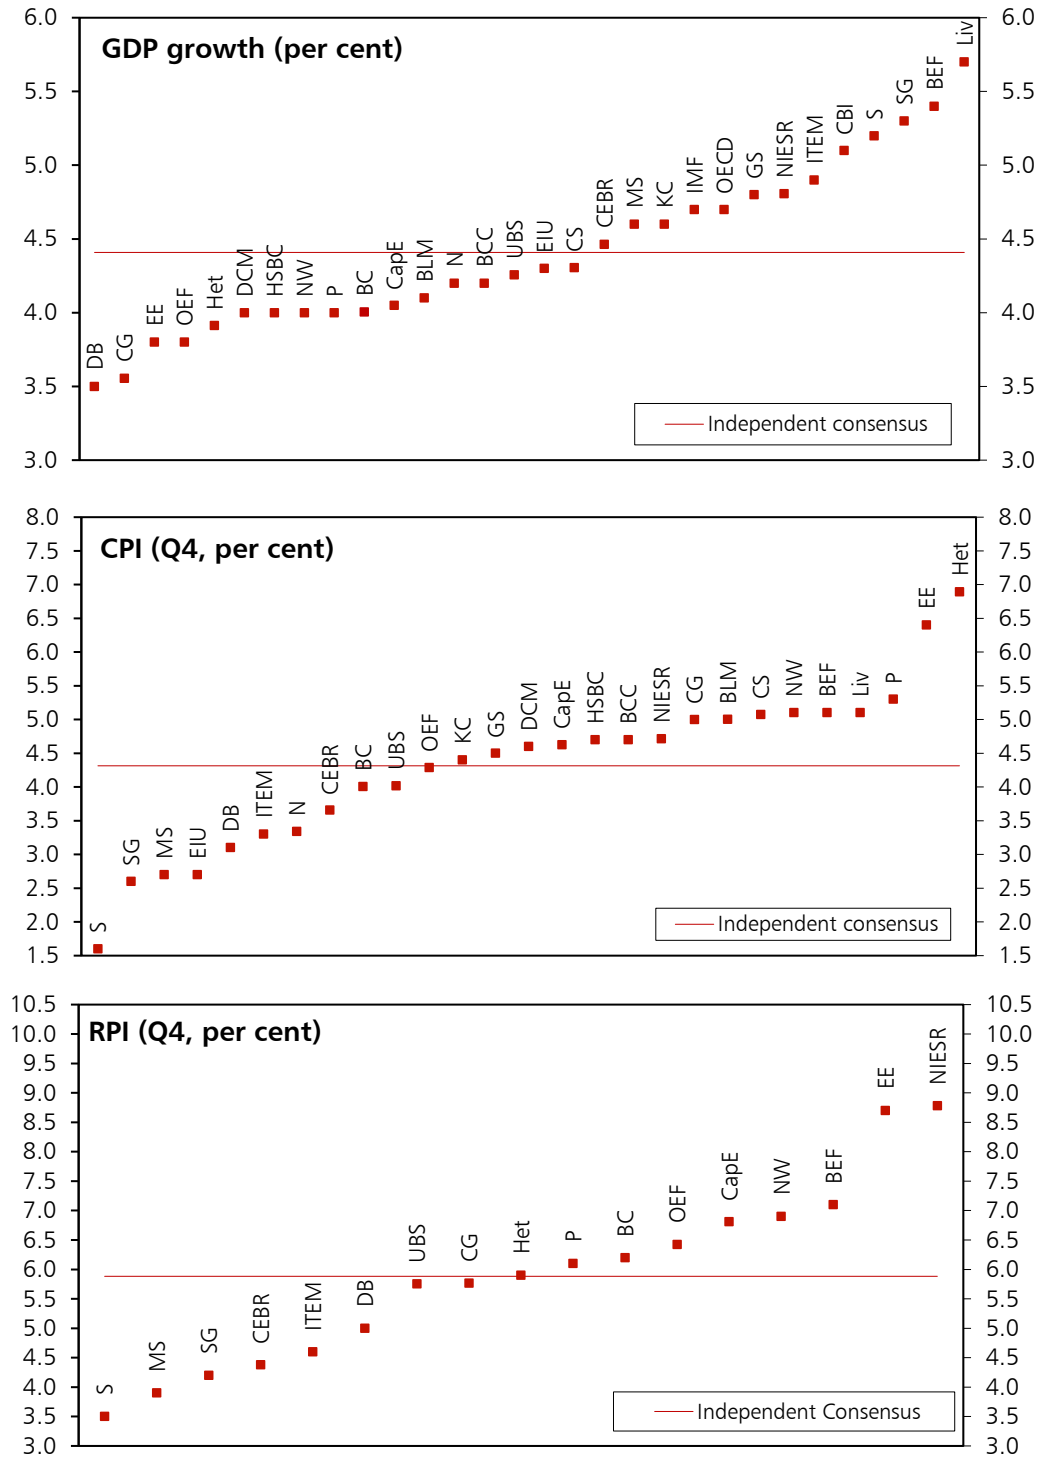 GDP growth (per cent)
6.0
5.5
5.0
4.5
4.0
3.5
3.0
DB
CG
EE
OEF
Het
DCM
HSBC
NW
P
BC
CapE
BLM
N
BCC
UBS
EIU
CS
CEBR
MS
KC
IMF
OECD
GS
NIESR
ITEM
CBI
S
SG
BEF
Liv
6.0
5.5
5.0
4.5
4.0
3.5
3.0
Independent consensus
CPI (Q4, per cent)
8.0
7.5
7.0
6.5
6.0
5.5
5.0
4.5
4.0
3.5
3.0
2.5
2.0
1.5
S
SG
MS
EIU
DB
ITEM
N
CEBR
BC
UBS
OEF
KC
GS
DCM
CapE
HSBC
BCC
NIESR
CG
BLM
CS
NW
BEF
Liv
P
EE
Het
8.0
7.5
7.0
6.5
6.0
5.5
5.0
4.5
4.0
3.5
3.0
2.5
2.0
1.5
Independent consensus
RPI (Q4, per cent)
10.5
10.0
9.5
9.0
8.5
8.0
7.5
7.0
6.5
6.0
5.5
5.0
4.5
4.0
3.5
3.0
S
MS
SG
CEBR
ITEM
DB
UBS
CG
Het
P
BC
OEF
CapE
NW
BEF
EE
NIESR
10.5
10.0
9.5
9.0
8.5
8.0
7.5
7.0
6.5
6.0
5.5
5.0
4.5
4.0
3.5
3.0
Independent Consensus